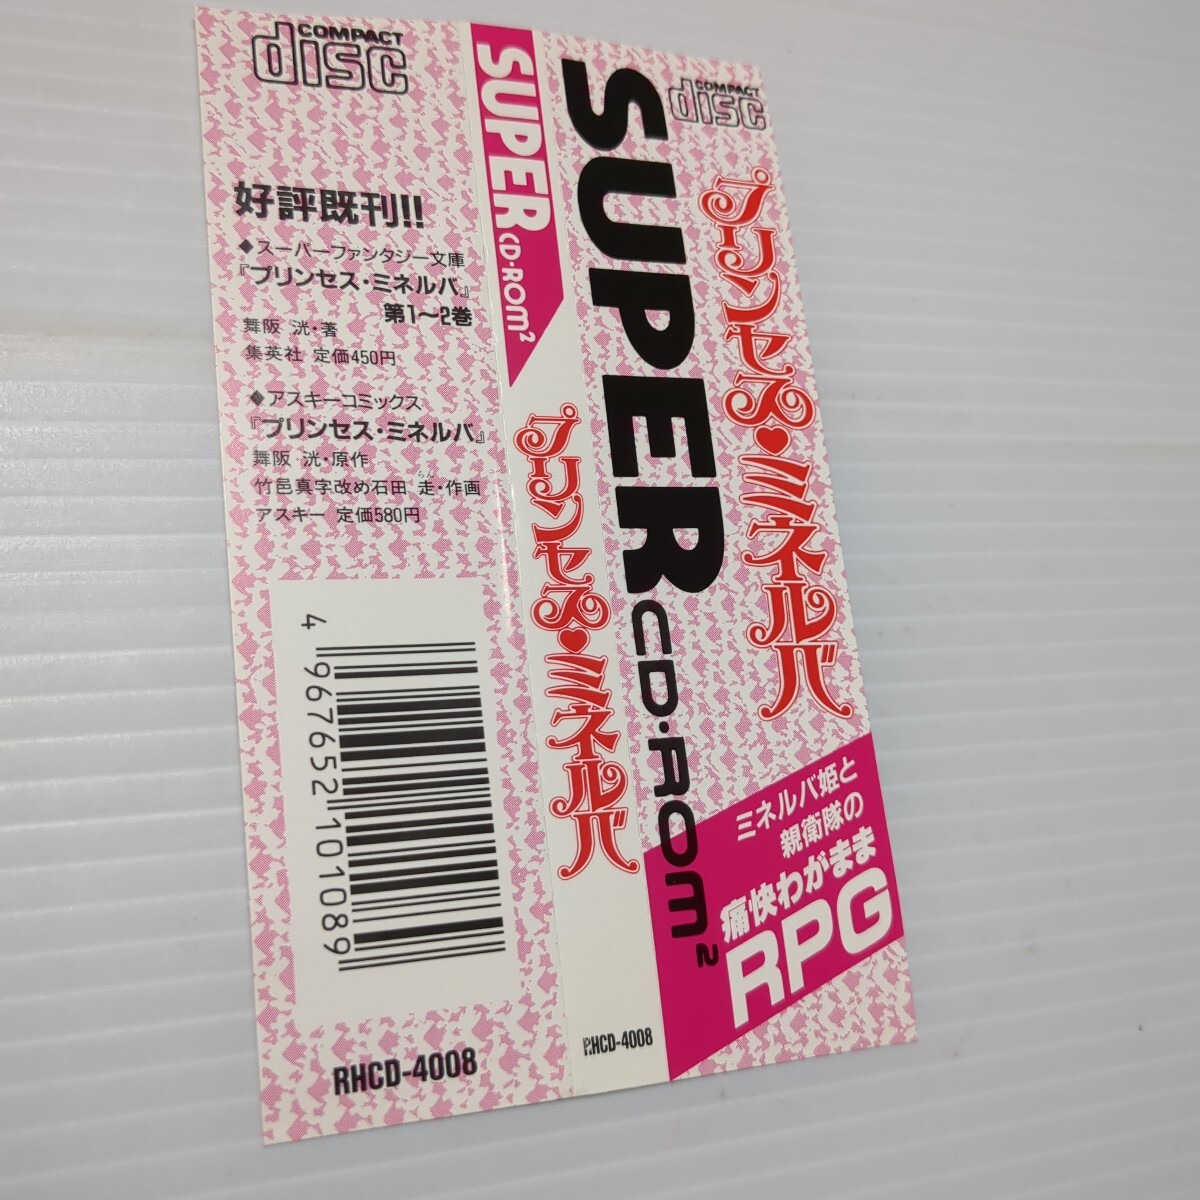 COMPACT
disc
好評既刊!!
◆スーパーファンタジー文庫
『プリンセス・ミネルバ』
第1〜2巻
舞阪 洸・著
集英社 定価450円
◆アスキーコミックス
『プリンセス・ミネルバ』
舞阪 洸・原作
らん
竹邑真字改め石田 走・作画
アスキー 定価580円
4 967652 101089
RHCD-4008
SUPER
CD・ROM²
プリンセス♥ミネルバ
RHCD-4008
SUPER
CD・ROM²
COMPACT
disc
プリンセス♥ミネルバ
ミネルバ姫と
親衛隊の
痛快わがまま
RPG